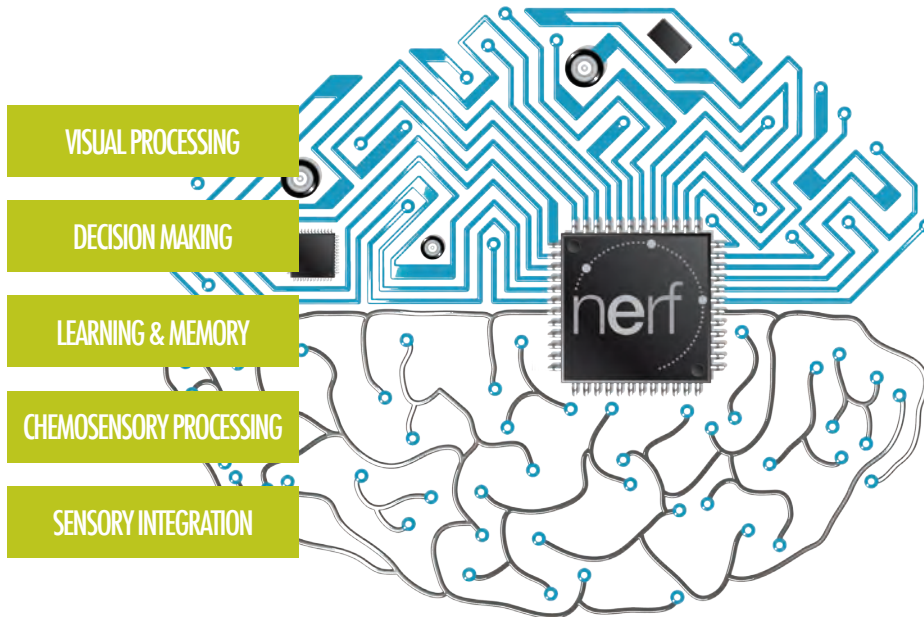 VISUAL PROCESSING
DECISION MAKING
LEARNING & MEMORY
CHEMOSENSORY PROCESSING
SENSORY INTEGRATION
nerf